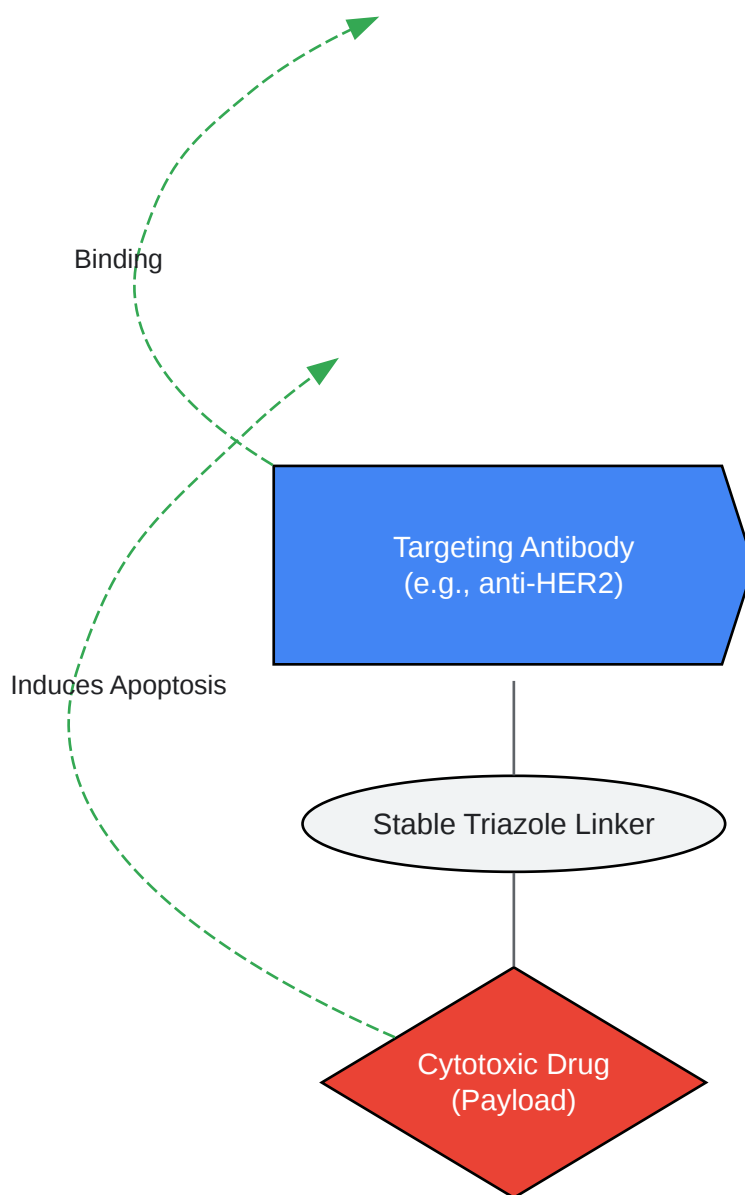 Binding
Targeting Antibody
(e.g., anti-HER2)
Induces Apoptosis
Stable Triazole Linker
Cytotoxic Drug
(Payload)